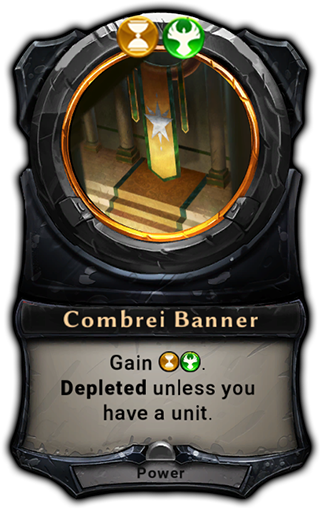 Combrei Banner
Gain .
Depleted unless you
have a unit.
Power